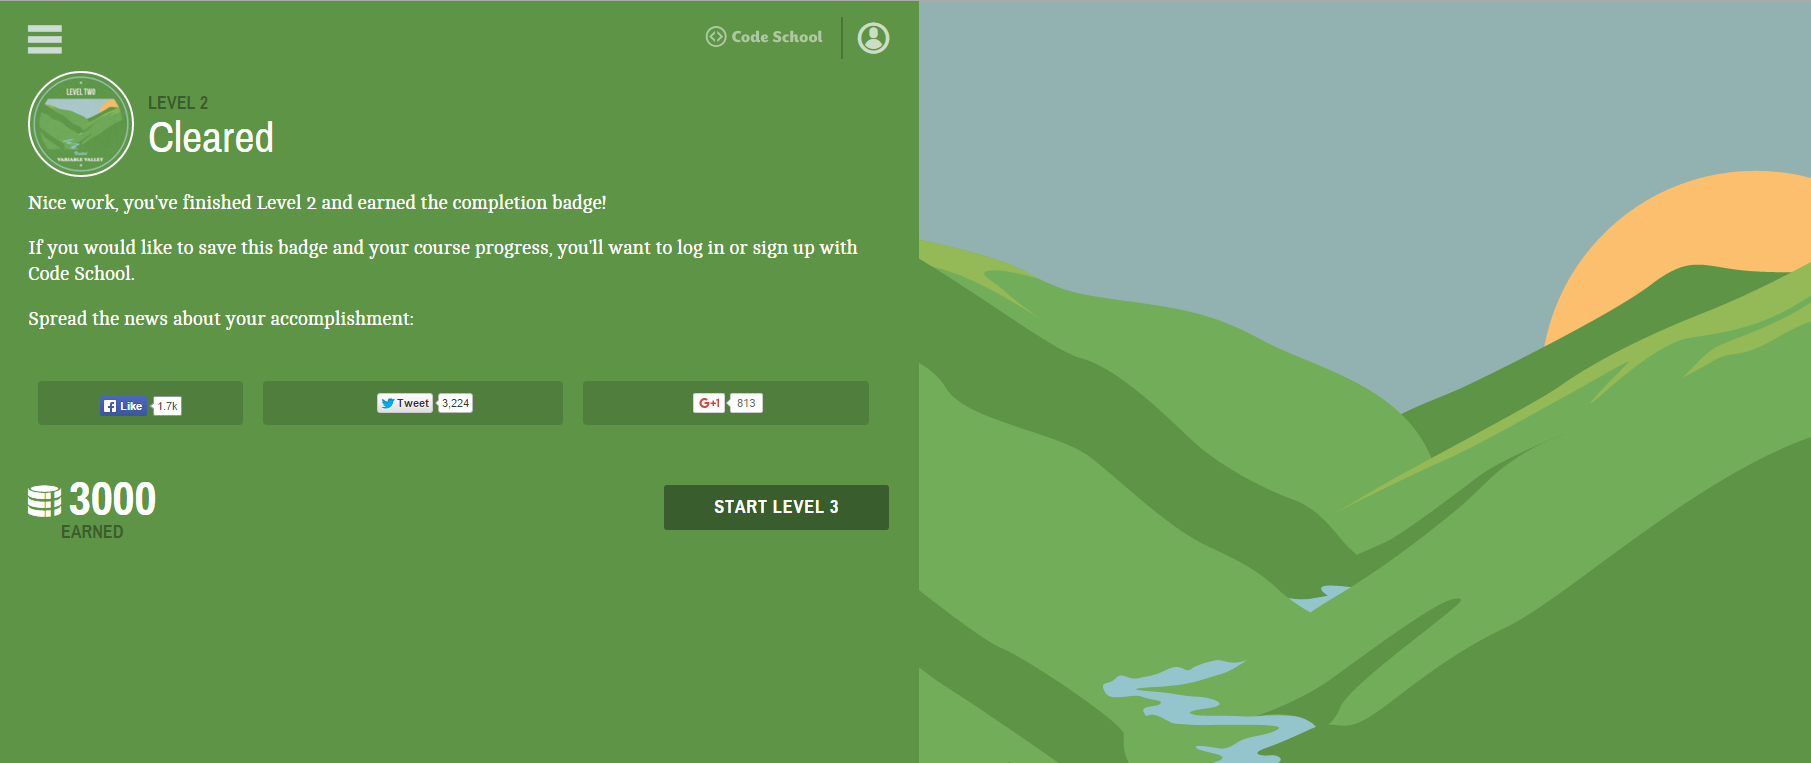 Code School
LEVEL TWO
VARIABLE VALLEY
LEVEL 2
Cleared
Nice work, you've finished Level 2 and earned the completion badge!
If you would like to save this badge and your course progress, you'll want to log in or sign up with
Code School.
Spread the news about your accomplishment:
Like 1.7k
Tweet 3,224
G+1 813
3000
EARNED
START LEVEL 3